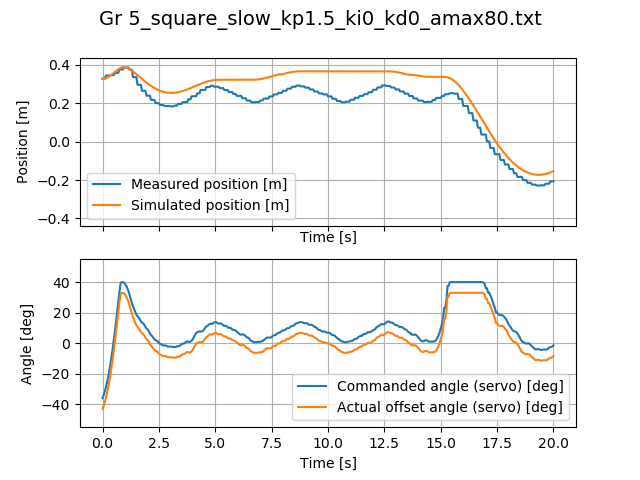 Gr 5_square_slow_kp1.5_ki0_kd0_amax80.txt
0.4
0.2
0.0
−0.2
−0.4
Position [m]
Measured position [m]
Simulated position [m]
Time [s]
40
20
0
−20
−40
Angle [deg]
Commanded angle (servo) [deg]
Actual offset angle (servo) [deg]
0.0 2.5 5.0 7.5 10.0 12.5 15.0 17.5 20.0
Time [s]